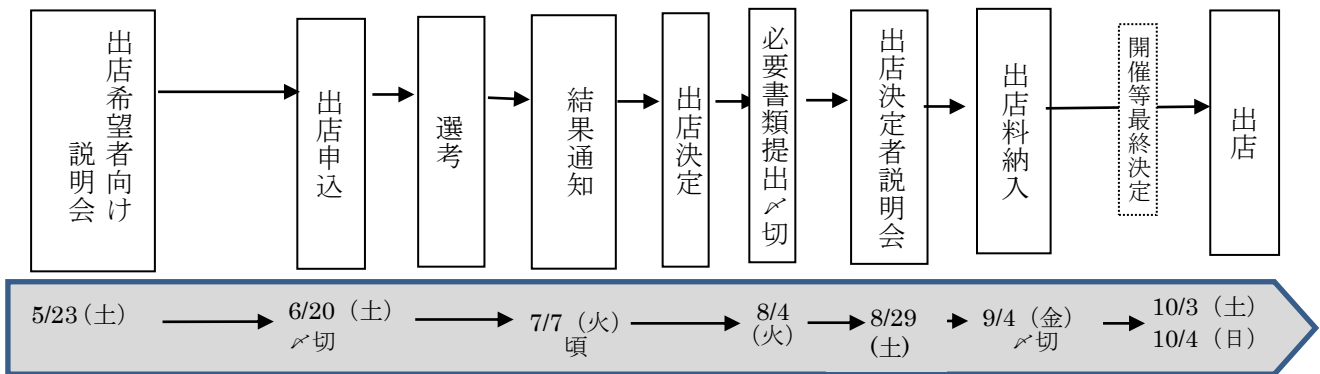 出店希望者向け
説明会
出店申込
選考
結果通知
出店決定
必要書類提出〆切
出店決定者説明会
出店料納入
開催等最終決定
出店
5/23(土)
6/20（土）
〆切
7/7（火）
頃
8/4
(火)
8/29
(土)
9/4（金）
〆切
10/3（土）
10/4（日）